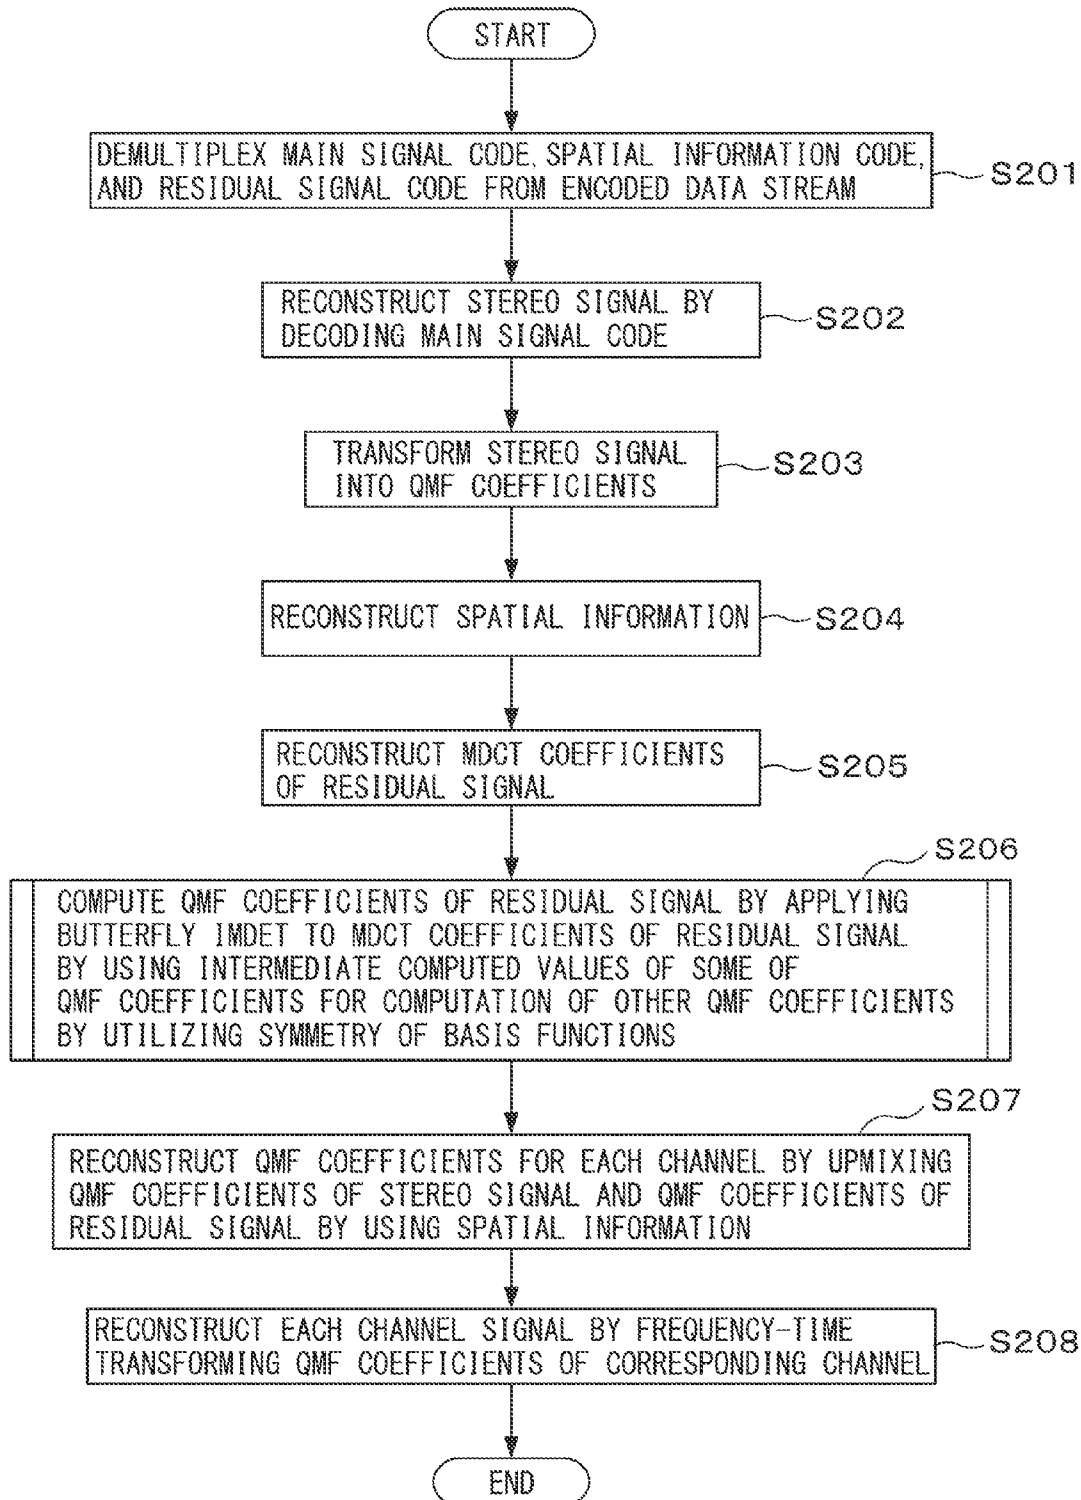 START
DEMULTIPLEX MAIN SIGNAL CODE, SPATIAL INFORMATION CODE,
AND RESIDUAL SIGNAL CODE FROM ENCODED DATA STREAM
S201
RECONSTRUCT STEREO SIGNAL BY
DECODING MAIN SIGNAL CODE
S202
TRANSFORM STEREO SIGNAL
INTO QMF COEFFICIENTS
S203
RECONSTRUCT SPATIAL INFORMATION
S204
RECONSTRUCT MDCT COEFFICIENTS
OF RESIDUAL SIGNAL
S205
S206
COMPUTE QMF COEFFICIENTS OF RESIDUAL SIGNAL BY APPLYING
BUTTERFLY IMDET TO MDCT COEFFICIENTS OF RESIDUAL SIGNAL
BY USING INTERMEDIATE COMPUTED VALUES OF SOME OF
QMF COEFFICIENTS FOR COMPUTATION OF OTHER QMF COEFFICIENTS
BY UTILIZING SYMMETRY OF BASIS FUNCTIONS
S207
RECONSTRUCT QMF COEFFICIENTS FOR EACH CHANNEL BY UPMIXING
QMF COEFFICIENTS OF STEREO SIGNAL AND QMF COEFFICIENTS OF
RESIDUAL SIGNAL BY USING SPATIAL INFORMATION
RECONSTRUCT EACH CHANNEL SIGNAL BY FREQUENCY-TIME
TRANSFORMING QMF COEFFICIENTS OF CORRESPONDING CHANNEL
S208
END